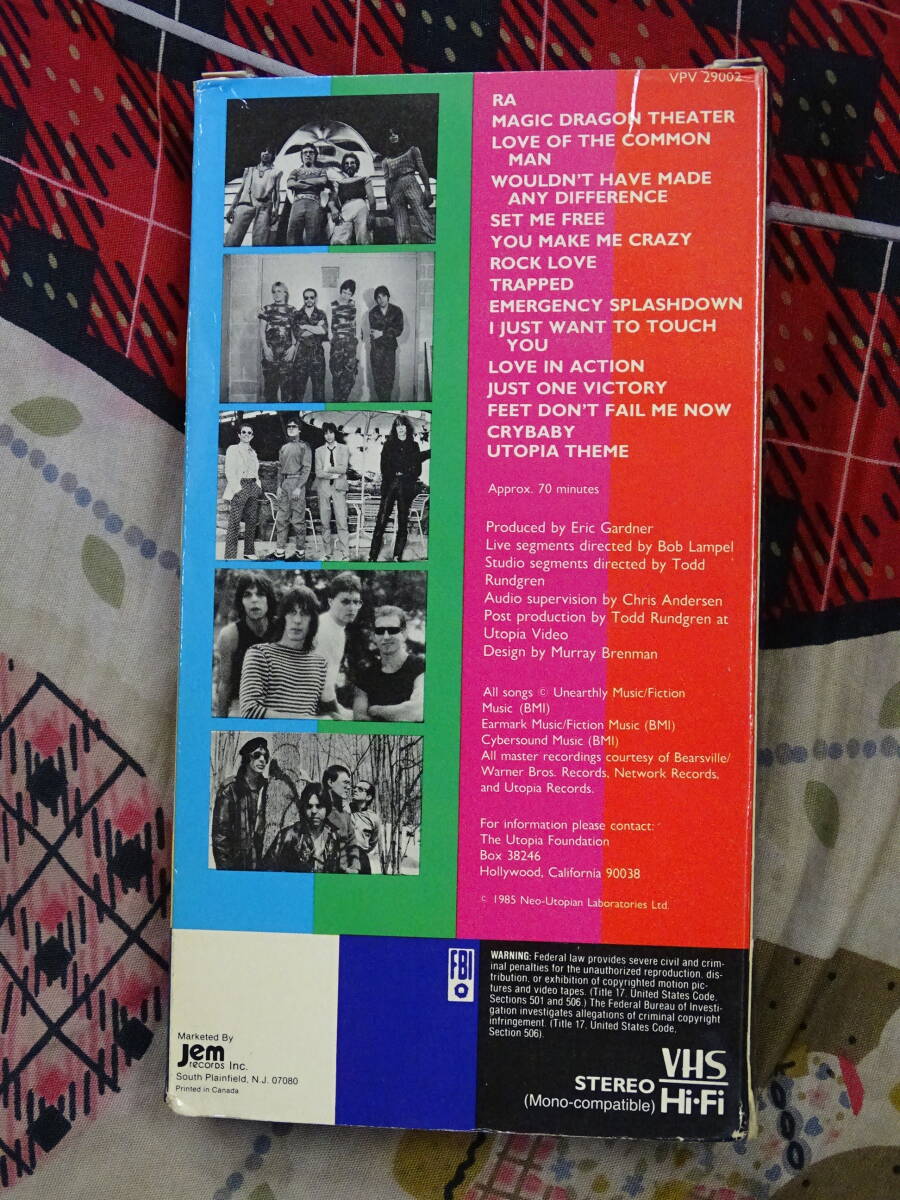 VPV 29002
RA
MAGIC DRAGON THEATER
LOVE OF THE COMMON
MAN
WOULDN'T HAVE MADE
ANY DIFFERENCE
SET ME FREE
YOU MAKE ME CRAZY
ROCK LOVE
TRAPPED
EMERGENCY SPLASHDOWN
I JUST WANT TO TOUCH
YOU
LOVE IN ACTION
JUST ONE VICTORY
FEET DON'T FAIL ME NOW
CRYBABY
UTOPIA THEME
Approx. 70 minutes
Produced by Eric Gardner
Live segments directed by Bob Lampel
Studio segments directed by Todd
Rundgren
Audio supervision by Chris Andersen
Post production by Todd Rundgren at
Utopia Video
Design by Murray Brenman
All songs © Unearthly Music/Fiction
Music (BMI)
Earmark Music/Fiction Music (BMI)
Cybersound Music (BMI)
All master recordings courtesy of Bearsville/
Warner Bros. Records, Network Records,
and Utopia Records.
For information please contact:
The Utopia Foundation
Box 38246
Hollywood, California 90038
© 1985 Neo-Utopian Laboratories Ltd.
FBI
WARNING: Federal law provides severe civil and crim-
inal penalties for the unauthorized reproduction, dis-
tribution, or exhibition of copyrighted motion pic-
tures and video tapes. (Title 17, United States Code,
Sections 501 and 506.) The Federal Bureau of Investi-
gation investigates allegations of criminal copyright
infringement. (Title 17, United States Code,
Section 506).
Marketed By
Jem
records Inc.
South Plainfield, N.J. 07080
Printed in Canada
STEREO
(Mono-compatible)
VHS
Hi-Fi